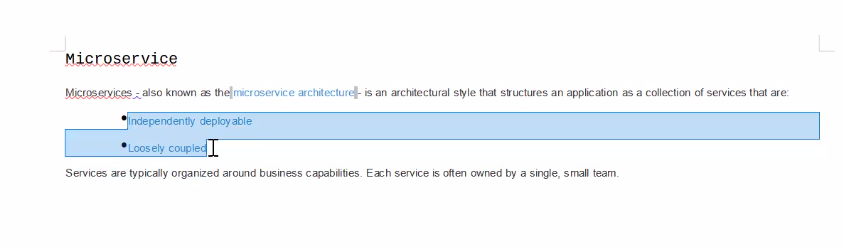 Microservice
Microservices - also known as the microservice architecture - is an architectural style that structures an application as a collection of services that are:
• Independently deployable
• Loosely coupled
Services are typically organized around business capabilities. Each service is often owned by a single, small team.